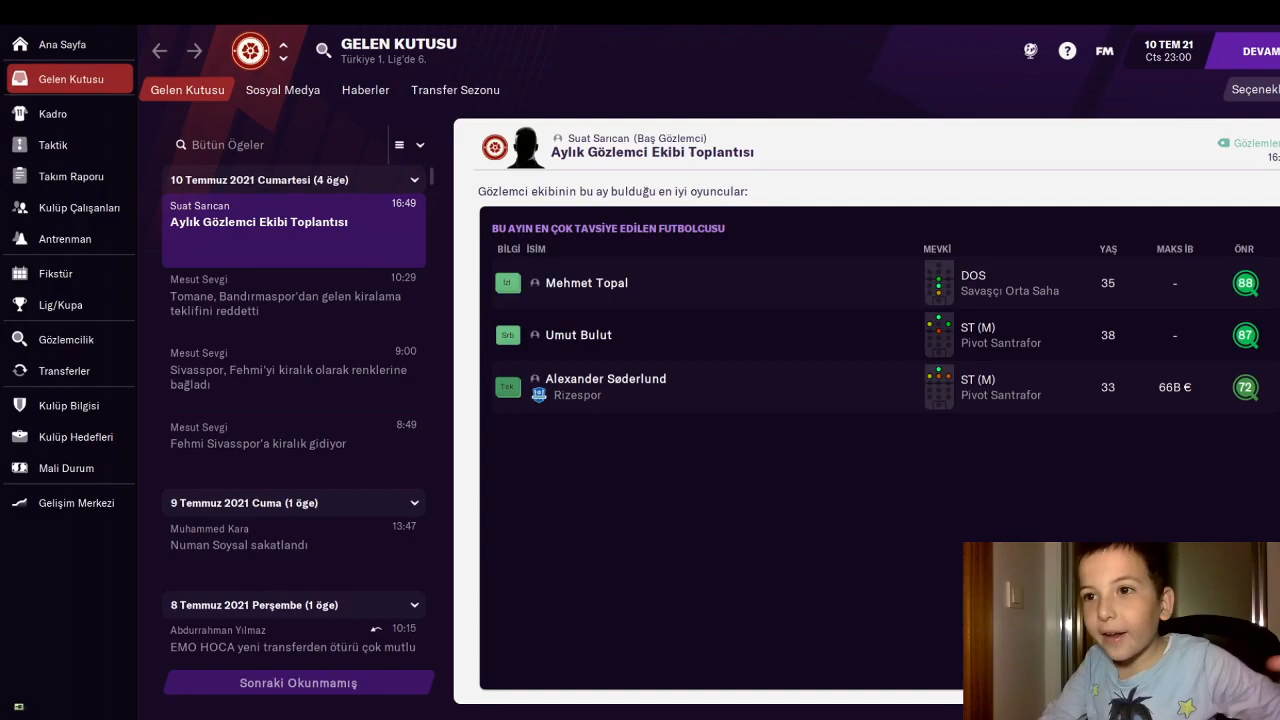 Ana Sayfa
Gelen Kutusu
Kadro
Taktik
Takım Raporu
Kulüp Çalışanları
Antrenman
Fikstür
Lig/Kupa
Gözlemcilik
Transferler
Kulüp Bilgisi
Kulüp Hedefleri
Mali Durum
Gelişim Merkezi
GELEN KUTUSU
Türkiye 1. Lig'de 6.
FM
10 TEM 21
Cts 23:00
DEVAM
Gelen Kutusu
Sosyal Medya
Haberler
Transfer Sezonu
Seçenekl
Bütün Ögeler
10 Temmuz 2021 Cumartesi (4 öge)
Suat Sarıcan 16:49
Aylık Gözlemci Ekibi Toplantısı
Mesut Sevgi 10:29
Tomane, Bandırmaspor'dan gelen kiralama
teklifini reddetti
Mesut Sevgi 9:00
Sivasspor, Fehmi'yi kiralık olarak renklerine
bağladı
Mesut Sevgi 8:49
Fehmi Sivasspor'a kiralık gidiyor
9 Temmuz 2021 Cuma (1 öge)
Muhammed Kara 13:47
Numan Soysal sakatlandı
8 Temmuz 2021 Perşembe (1 öge)
Abdurrahman Yılmaz 10:15
EMO HOCA yeni transferden ötürü çok mutlu
Sonraki Okunmamış
Suat Sarıcan (Baş Gözlemci)
Aylık Gözlemci Ekibi Toplantısı
Gözlemle
16:
Gözlemci ekibinin bu ay bulduğu en iyi oyuncular:
BU AYIN EN ÇOK TAVSİYE EDİLEN FUTBOLCUSU
BİLGİ İSİM MEVKİ YAŞ MAKS İB ÖNR
İzl Mehmet Topal DOS Savaşçı Orta Saha 35 - 88
Srb Umut Bulut ST (M) Pivot Santrafor 38 - 87
Tek Alexander Søderlund Rizespor ST (M) Pivot Santrafor 33 66B € 72